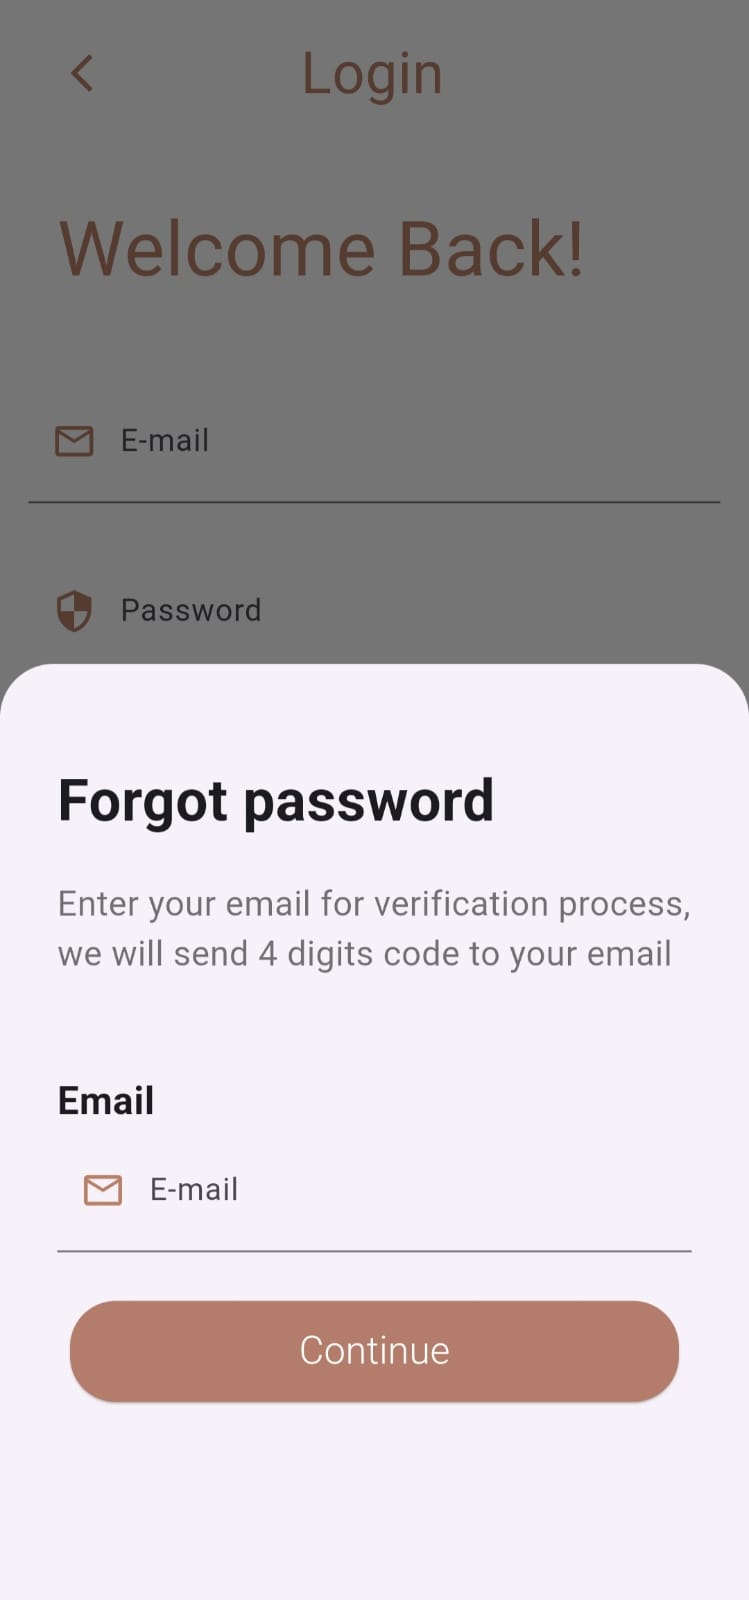 Login
Welcome Back!
E-mail
Password
Forgot password
Enter your email for verification process,
we will send 4 digits code to your email
Email
E-mail
Continue